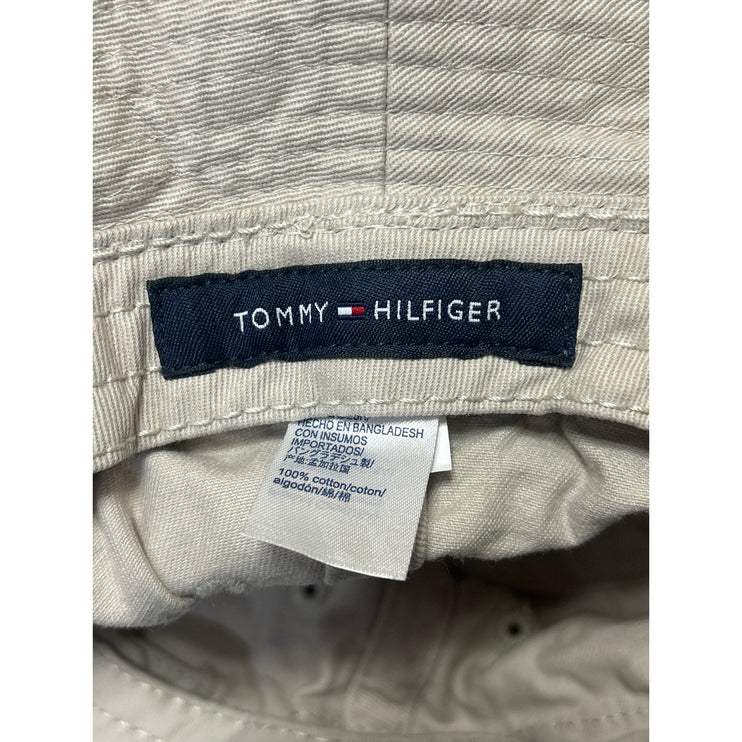 TOMMY HILFIGER
HECHO EN BANGLADESH
CON INSUMOS
IMPORTADOS/
バングラデシュ製/
产地:孟加拉国
100% cotton/coton/
algodón/綿/棉